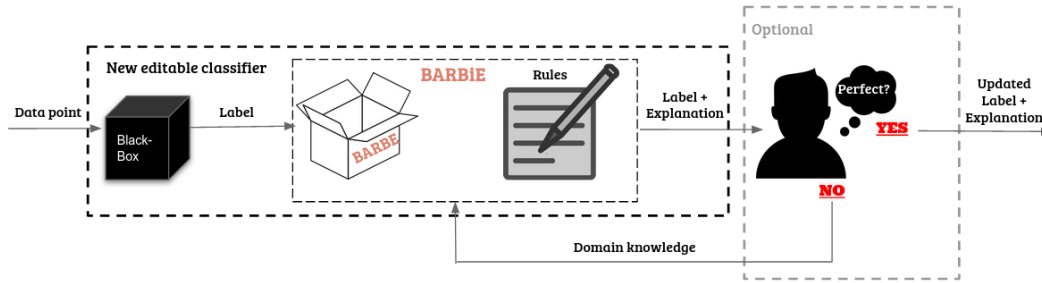 Optional
New editable classifier
BARBiE
Rules
Data point
Black-
Box
Label
BARBE
Label +
Explanation
Perfect?
YES
NO
Updated
Label +
Explanation
Domain knowledge